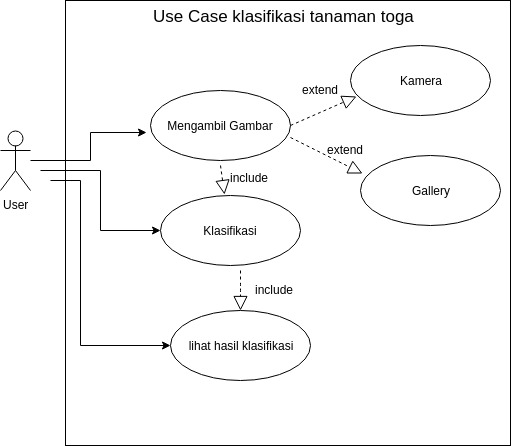 Use Case klasifikasi tanaman toga
Kamera
extend
Mengambil Gambar
extend
include
Gallery
User
Klasifikasi
include
lihat hasil klasifikasi